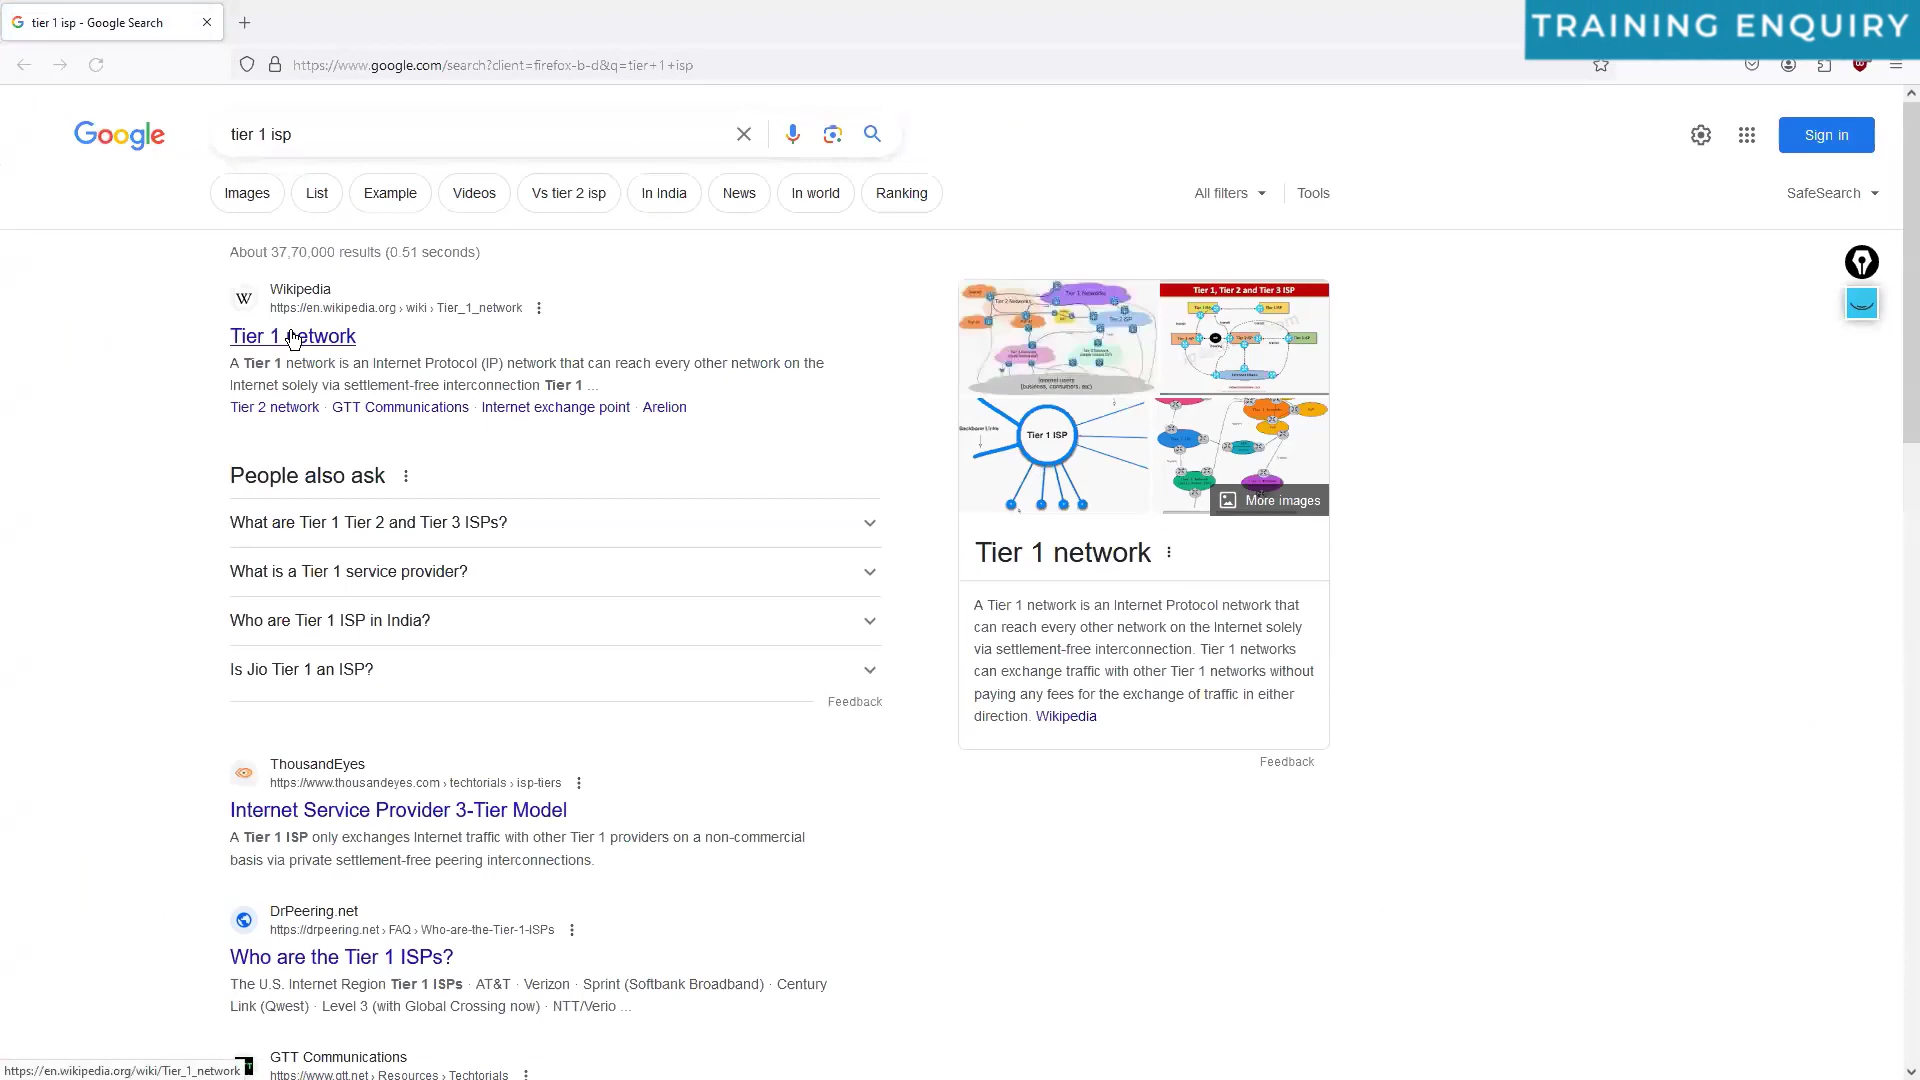 tier 1 isp - Google Search
TRAINING ENQUIRY
https://www.google.com/search?client=firefox-b-d&q=tier+1+isp
Google
tier 1 isp
Sign in
Images
List
Example
Videos
Vs tier 2 isp
In India
News
In world
Ranking
All filters
Tools
SafeSearch
About 37,70,000 results (0.51 seconds)
W
Wikipedia
https://en.wikipedia.org › wiki › Tier_1_network
Tier 1 network
A Tier 1 network is an Internet Protocol (IP) network that can reach every other network on the
Internet solely via settlement-free interconnection Tier 1 ...
Tier 2 network · GTT Communications · Internet exchange point · Arelion
People also ask
What are Tier 1 Tier 2 and Tier 3 ISPs?
What is a Tier 1 service provider?
Who are Tier 1 ISP in India?
Is Jio Tier 1 an ISP?
Feedback
ThousandEyes
https://www.thousandeyes.com › techtorials › isp-tiers
Internet Service Provider 3-Tier Model
A Tier 1 ISP only exchanges Internet traffic with other Tier 1 providers on a non-commercial
basis via private settlement-free peering interconnections.
DrPeering.net
https://drpeering.net › FAQ › Who-are-the-Tier-1-ISPs
Who are the Tier 1 ISPs?
The U.S. Internet Region Tier 1 ISPs · AT&T · Verizon · Sprint (Softbank Broadband) · Century
Link (Qwest) · Level 3 (with Global Crossing now) · NTT/Verio ...
GTT Communications
https://www.gtt.net › Resources › Techtorials
https://en.wikipedia.org/wiki/Tier_1_network
Tier 1, Tier 2 and Tier 3 ISP
Backbone Links
Tier 1 ISP
More images
Tier 1 network
A Tier 1 network is an Internet Protocol network that
can reach every other network on the Internet solely
via settlement-free interconnection. Tier 1 networks
can exchange traffic with other Tier 1 networks without
paying any fees for the exchange of traffic in either
direction. Wikipedia
Feedback